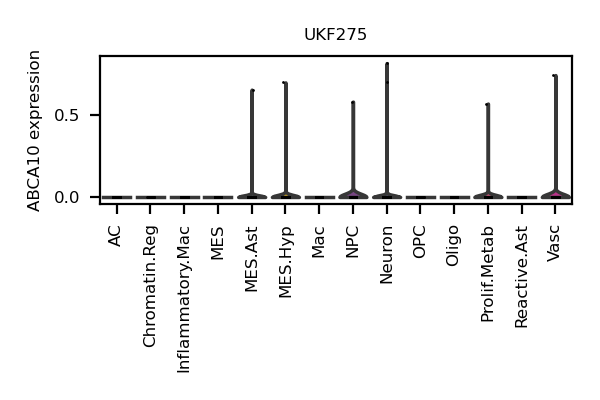 UKF275
ABCA10 expression
0.5
0.0
AC
Chromatin.Reg
Inflammatory.Mac
MES
MES.Ast
MES.Hyp
Mac
NPC
Neuron
OPC
Oligo
Prolif.Metab
Reactive.Ast
Vasc